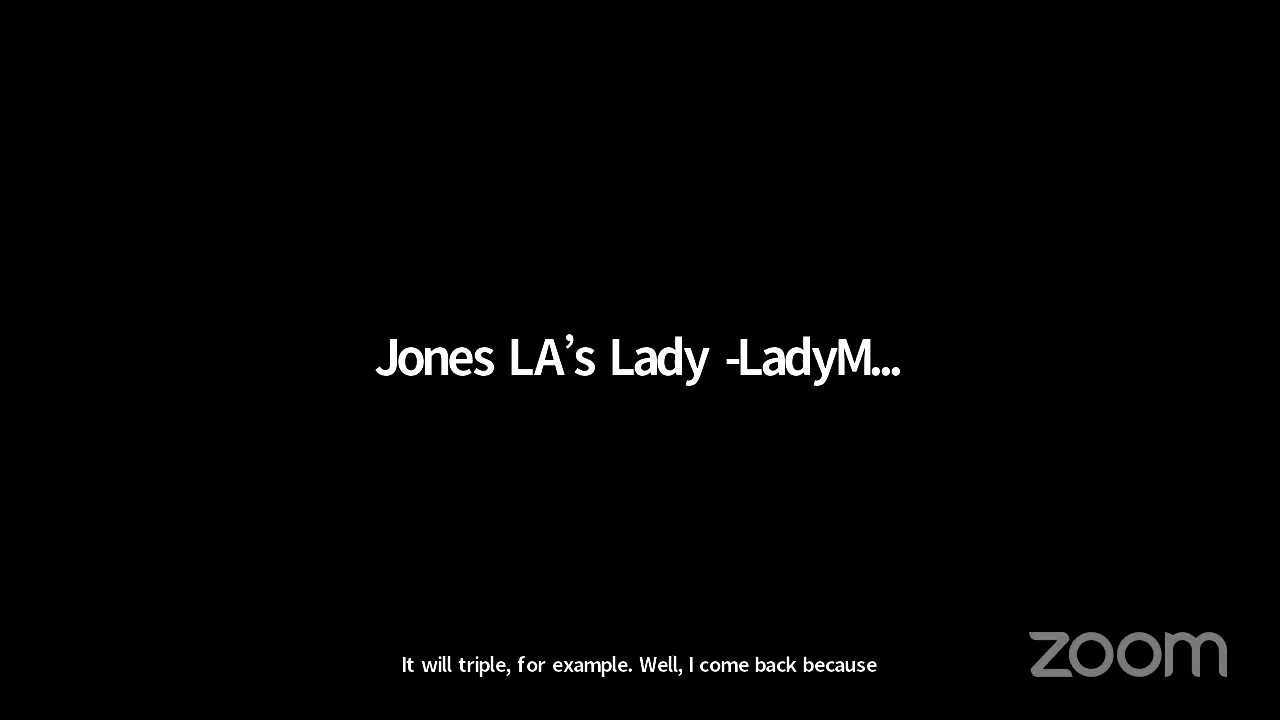 Jones LA’s Lady -LadyM...
It will triple, for example. Well, I come back because
zoom